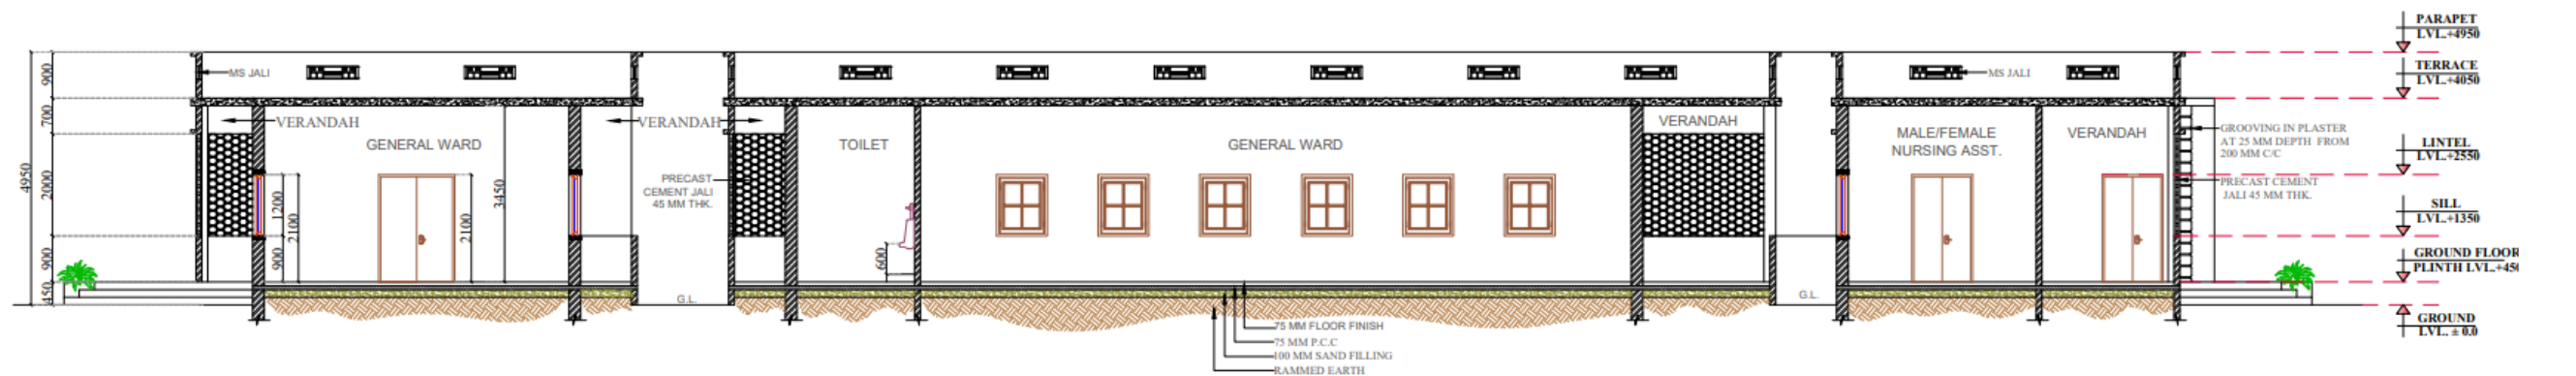 PARAPET
LVL.+4950
TERRACE
LVL.+4050
LINTEL
LVL.+2550
SILL
LVL.+1350
GROUND FLOOR
PLINTH LVL.+450
GROUND
LVL. ± 0.0
4950
900
700
2000
900
450
MS JALI
VERANDAH
GENERAL WARD
1200
2100
900
2100
3450
VERANDAH
PRECAST
CEMENT JALI
45 MM THK.
G.L.
TOILET
600
GENERAL WARD
VERANDAH
75 MM FLOOR FINISH
75 MM P.C.C
100 MM SAND FILLING
RAMMED EARTH
G.L.
MS JALI
MALE/FEMALE
NURSING ASST.
VERANDAH
GROOVING IN PLASTER
AT 25 MM DEPTH FROM
200 MM C/C
PRECAST CEMENT
JALI 45 MM THK.